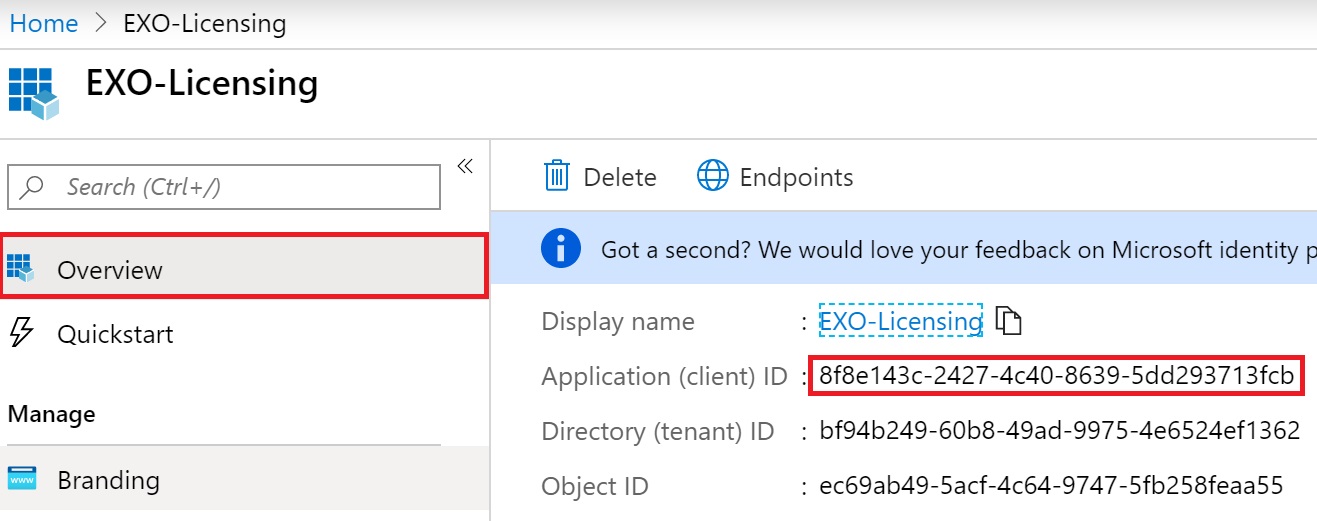 Home > EXO-Licensing
EXO-Licensing
Search (Ctrl+/)
«
Overview
Quickstart
Manage
www
Branding
Delete
Endpoints
Got a second? We would love your feedback on Microsoft identity p
Display name : EXO-Licensing
Application (client) ID : 8f8e143c-2427-4c40-8639-5dd293713fcb
Directory (tenant) ID : bf94b249-60b8-49ad-9975-4e6524ef1362
Object ID : ec69ab49-5acf-4c64-9747-5fb258feaa55